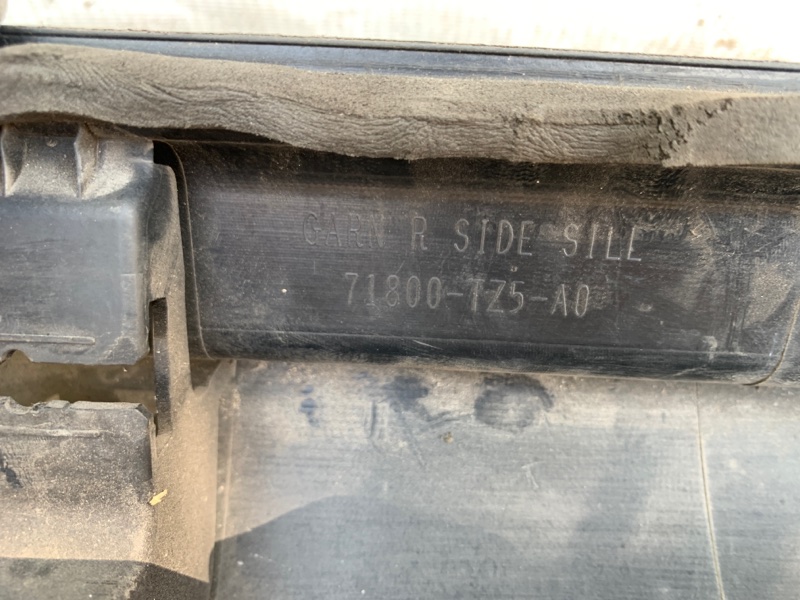 GARN R SIDE SILL
71800-TZ5-A0